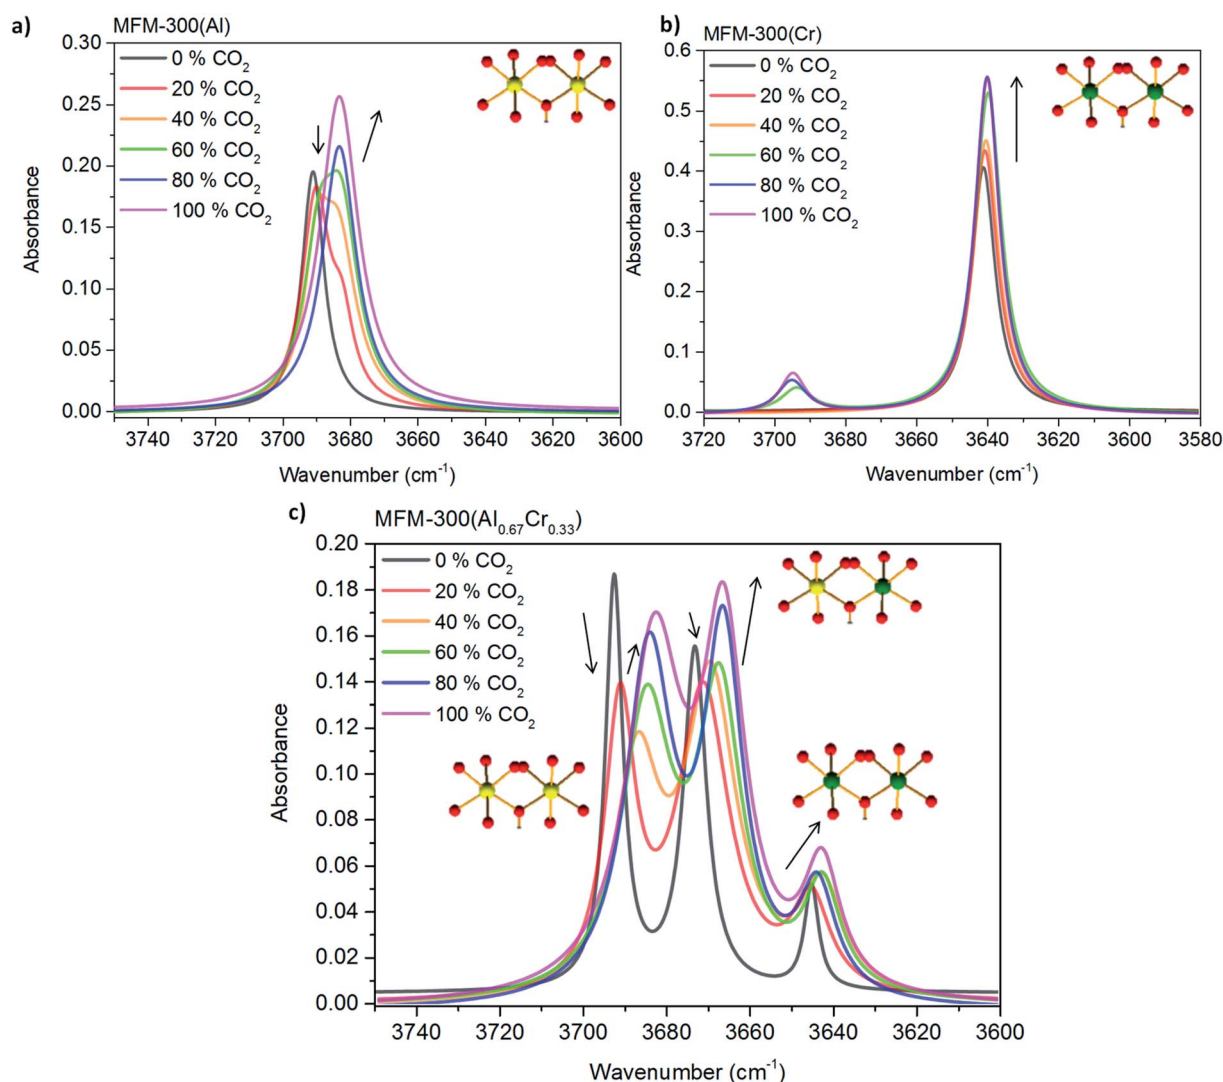 a)
MFM-300(Al)
0 % CO₂
20 % CO₂
40 % CO₂
60 % CO₂
80 % CO₂
100 % CO₂
0.30
0.25
0.20
0.15
0.10
0.05
0.00
Absorbance
3740 3720 3700 3680 3660 3640 3620 3600
Wavenumber (cm⁻¹)
b)
MFM-300(Cr)
0 % CO₂
20 % CO₂
40 % CO₂
60 % CO₂
80 % CO₂
100 % CO₂
0.6
0.5
0.4
0.3
0.2
0.1
0.0
Absorbance
3720 3700 3680 3660 3640 3620 3600 3580
Wavenumber (cm⁻¹)
c)
MFM-300(Al₀.₆₇Cr₀.₃₃)
0 % CO₂
20 % CO₂
40 % CO₂
60 % CO₂
80 % CO₂
100 % CO₂
0.20
0.18
0.16
0.14
0.12
0.10
0.08
0.06
0.04
0.02
0.00
Absorbance
3740 3720 3700 3680 3660 3640 3620 3600
Wavenumber (cm⁻¹)